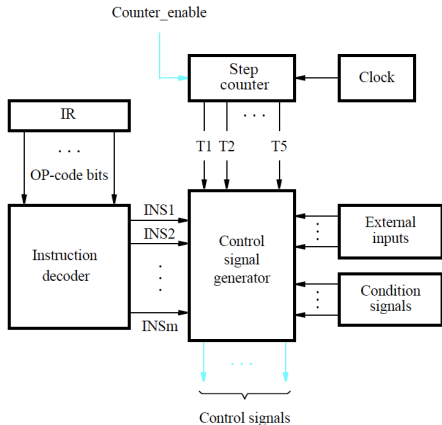 Counter_enable
Step
counter
Clock
IR
. . .
. . .
T1 T2 T5
OP-code bits
INS1
INS2
Instruction
decoder
Control
signal
generator
External
inputs
Condition
signals
INSm
. . .
Control signals